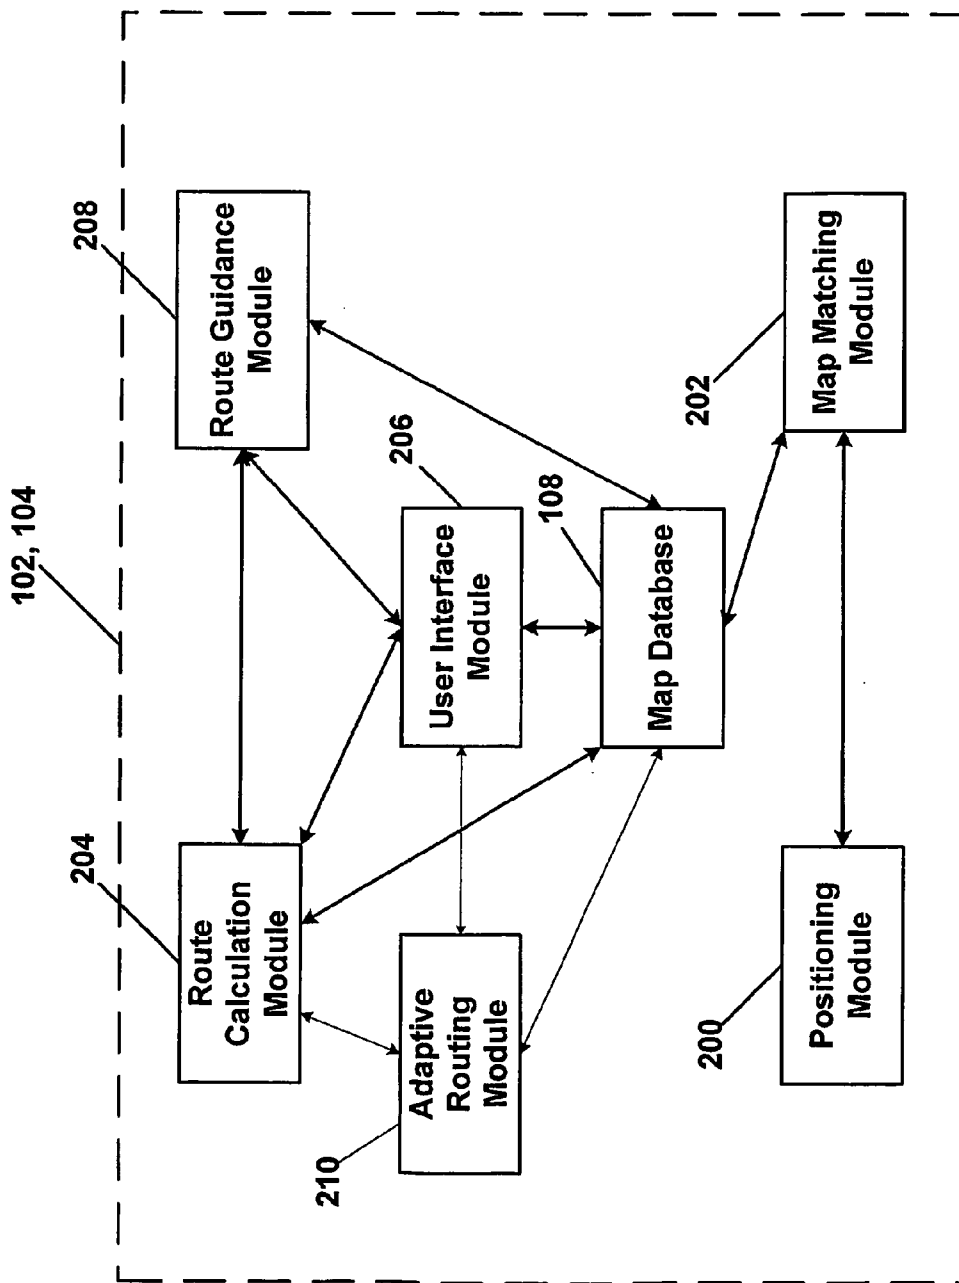 102, 104
204
208
Route
Calculation
Module
Route Guidance
Module
210
206
Adaptive
Routing
Module
User Interface
Module
108
Map Database
200
202
Positioning
Module
Map Matching
Module